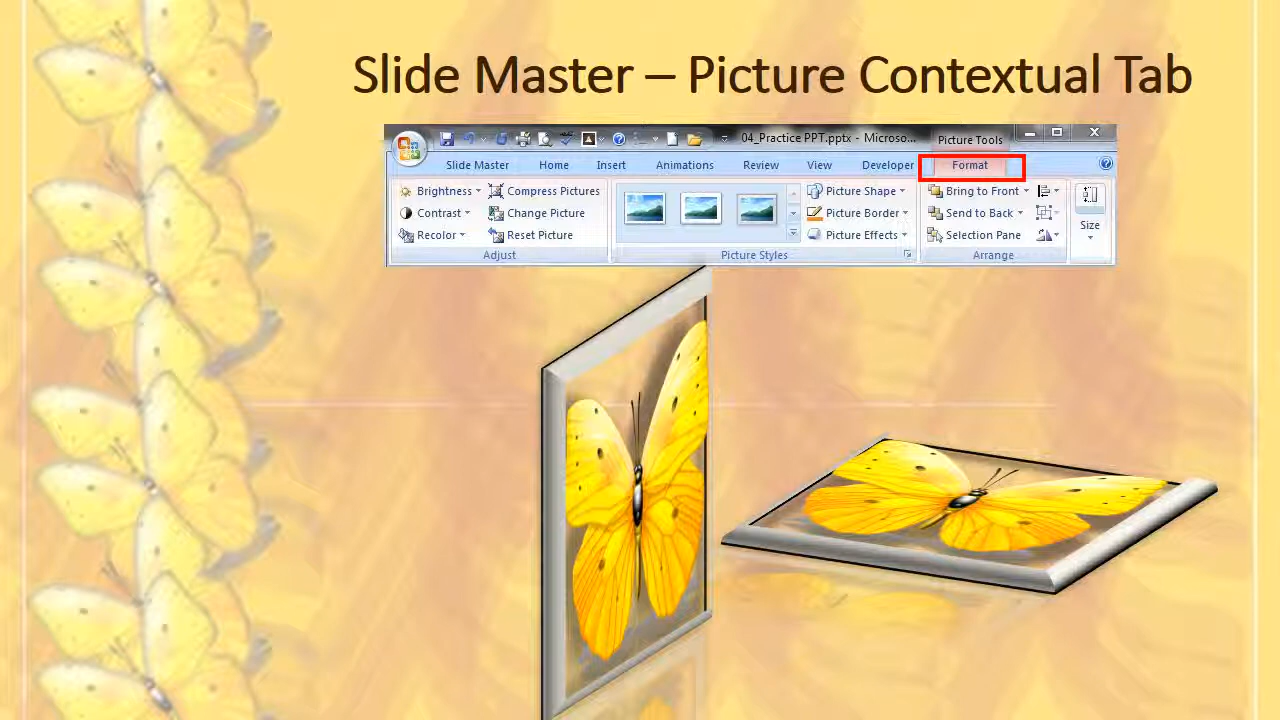 Slide Master – Picture Contextual Tab
04_Practice PPT.pptx - Microso...
Picture Tools
Slide Master Home Insert Animations Review View Developer Format
Brightness Compress Pictures Picture Shape Bring to Front
Contrast Change Picture Picture Border Send to Back Size
Recolor Reset Picture Picture Effects Selection Pane
Adjust Picture Styles Arrange